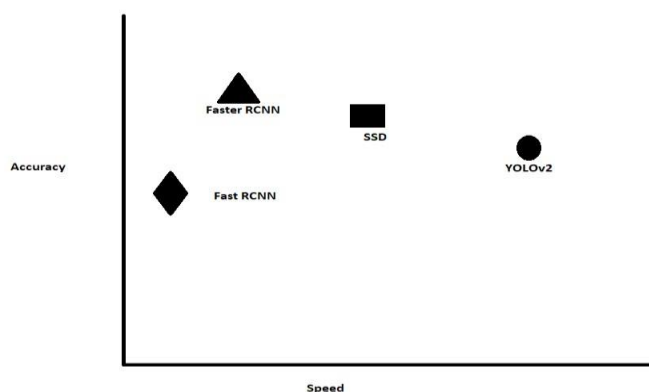 Faster RCNN
SSD
Accuracy
YOLOv2
Fast RCNN
Speed